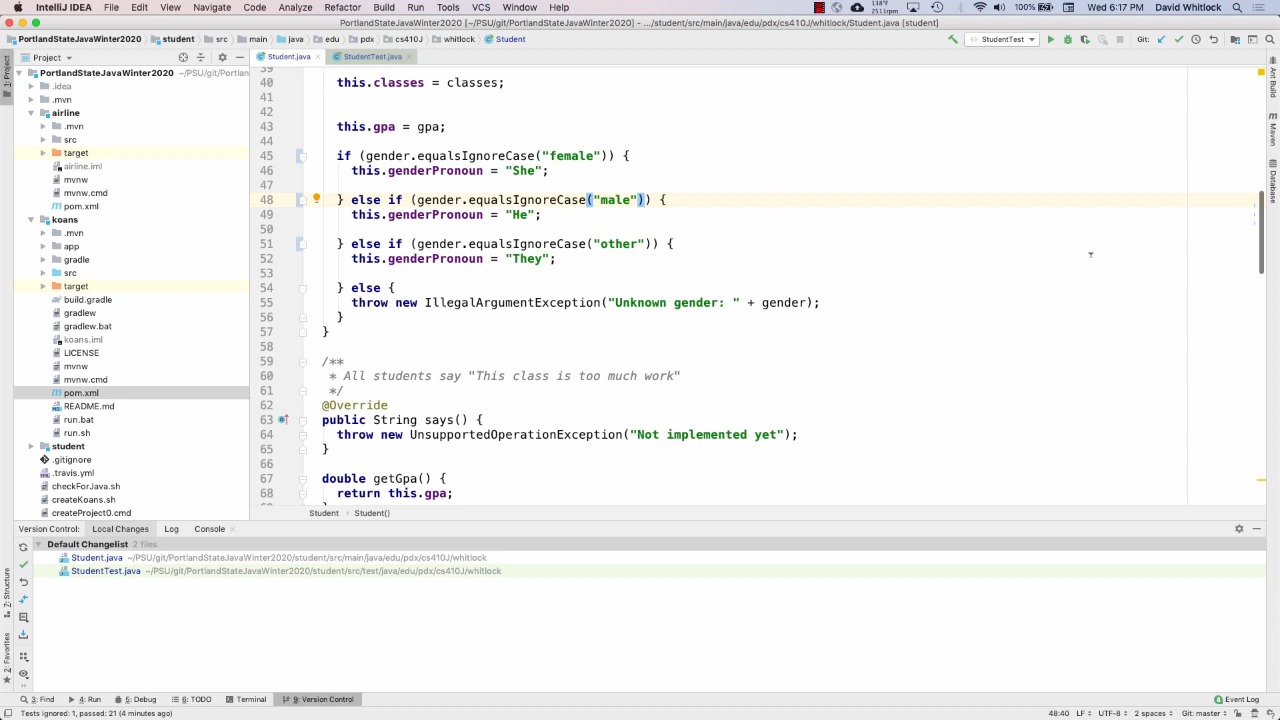 IntelliJ IDEA File Edit View Navigate Code Analyze Refactor Build Run Tools VCS Window Help 100% Wed 6:17 PM David Whitlock
PortlandStateJavaWinter2020 [~/PSU/git/PortlandStateJavaWinter2020] - .../student/src/main/java/edu/pdx/cs410J/whitlock/Student.java [student]
PortlandStateJavaWinter2020 student src main java edu pdx cs410J whitlock Student StudentTest Git:
Project Student.java StudentTest.java
PortlandStateJavaWinter2020 ~/PSU/git/Portlan
.idea
.mvn
airline
.mvn
src
target
airline.iml
mvnw
mvnw.cmd
pom.xml
koans
.mvn
app
gradle
src
target
build.gradle
gradlew
gradlew.bat
koans.iml
LICENSE
mvnw
mvnw.cmd
pom.xml
README.md
run.bat
run.sh
student
.gitignore
.travis.yml
checkForJava.sh
createKoans.sh
createProject0.cmd
39
40 this.classes = classes;
41
42
43 this.gpa = gpa;
44
45 if (gender.equalsIgnoreCase("female")) {
46 this.genderPronoun = "She";
47
48 } else if (gender.equalsIgnoreCase("male")) {
49 this.genderPronoun = "He";
50
51 } else if (gender.equalsIgnoreCase("other")) {
52 this.genderPronoun = "They";
53
54 } else {
55 throw new IllegalArgumentException("Unknown gender: " + gender);
56 }
57 }
58
59 /**
60 * All students say "This class is too much work"
61 */
62 @Override
63 public String says() {
64 throw new UnsupportedOperationException("Not implemented yet");
65 }
66
67 double getGpa() {
68 return this.gpa;
Student › Student()
1: Project
Z: Structure
2: Favorites
Ant Build
Maven
Database
Version Control: Local Changes Log Console
Default Changelist 2 files
Student.java ~/PSU/git/PortlandStateJavaWinter2020/student/src/main/java/edu/pdx/cs410J/whitlock
StudentTest.java ~/PSU/git/PortlandStateJavaWinter2020/student/src/test/java/edu/pdx/cs410J/whitlock
3: Find 4: Run 5: Debug 6: TODO Terminal 9: Version Control Event Log
Tests ignored: 1, passed: 21 (4 minutes ago) 48:40 LF UTF-8 2 spaces Git: master